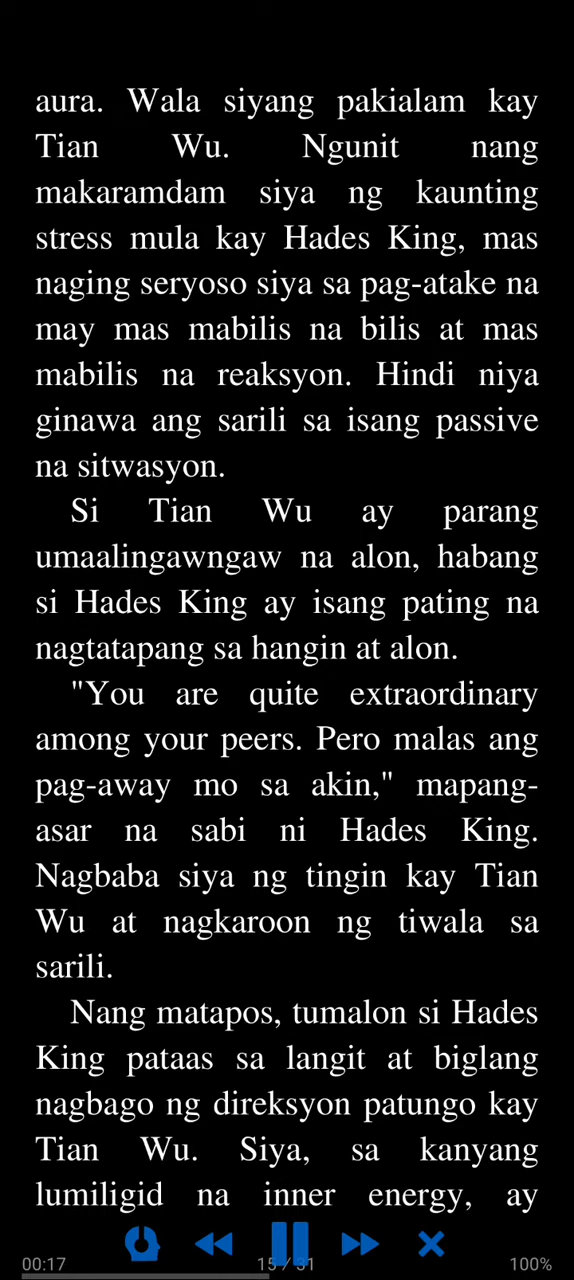 aura. Wala siyang pakialam kay
Tian Wu. Ngunit nang
makaramdam siya ng kaunting
stress mula kay Hades King, mas
naging seryoso siya sa pag-atake na
may mas mabilis na bilis at mas
mabilis na reaksyon. Hindi niya
ginawa ang sarili sa isang passive
na sitwasyon.
Si Tian Wu ay parang
umaalingawngaw na alon, habang
si Hades King ay isang pating na
nagtatapang sa hangin at alon.
"You are quite extraordinary
among your peers. Pero malas ang
pag-away mo sa akin," mapang-
asar na sabi ni Hades King.
Nagbaba siya ng tingin kay Tian
Wu at nagkaroon ng tiwala sa
sarili.
Nang matapos, tumalon si Hades
King pataas sa langit at biglang
nagbago ng direksyon patungo kay
Tian Wu. Siya, sa kanyang
lumiligid na inner energy, ay
00:17 15 / 31 100%